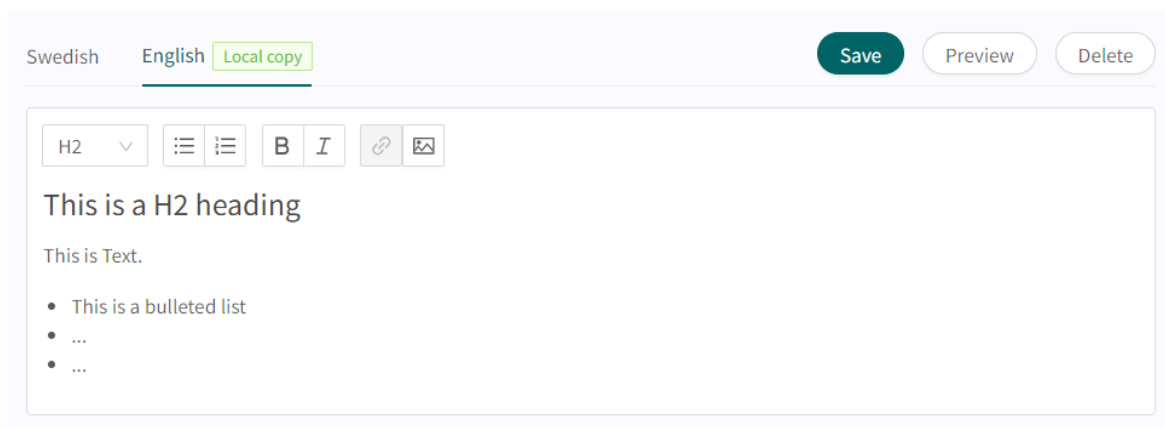 Swedish English Local copy Save Preview Delete
H2 B I
This is a H2 heading
This is Text.
• This is a bulleted list
• ...
• ...